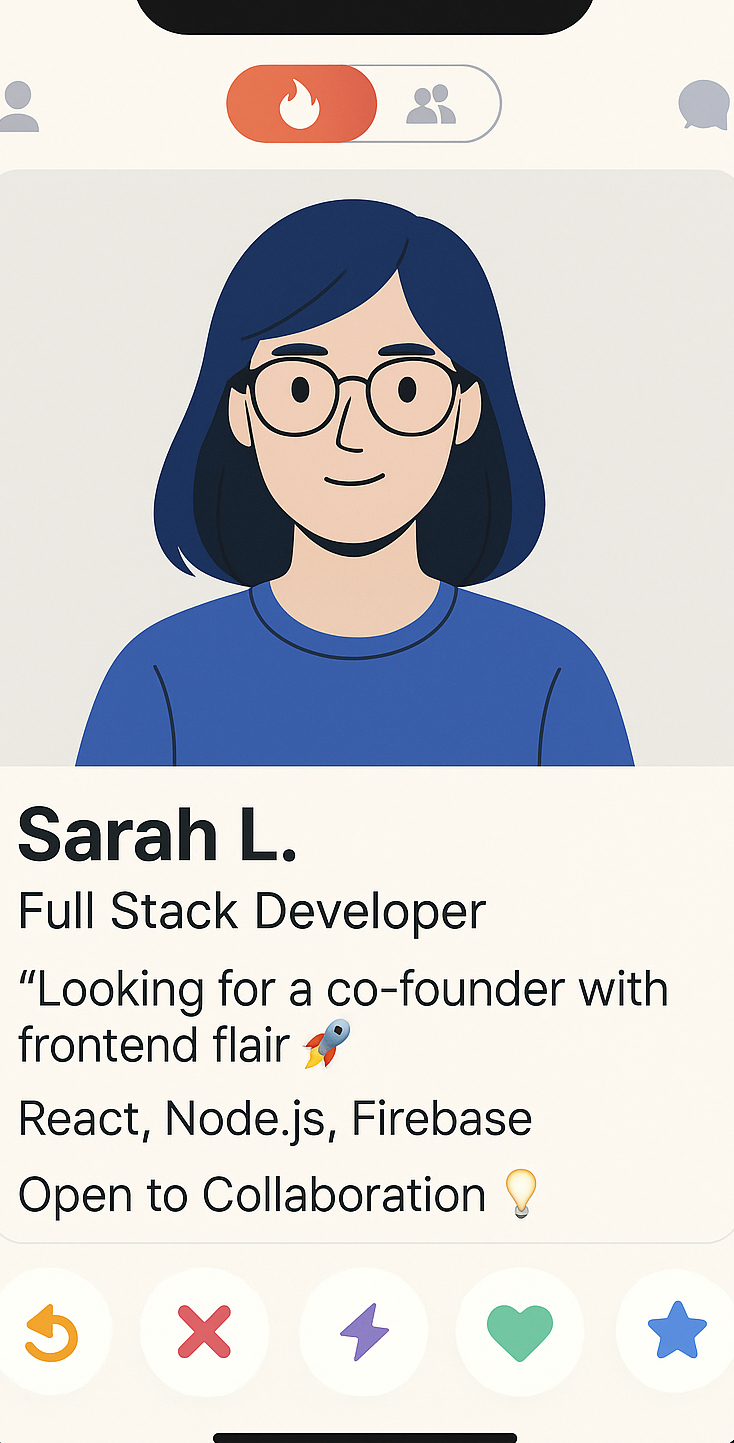 Sarah L.
Full Stack Developer
“Looking for a co-founder with
frontend flair 🚀
React, Node.js, Firebase
Open to Collaboration 💡